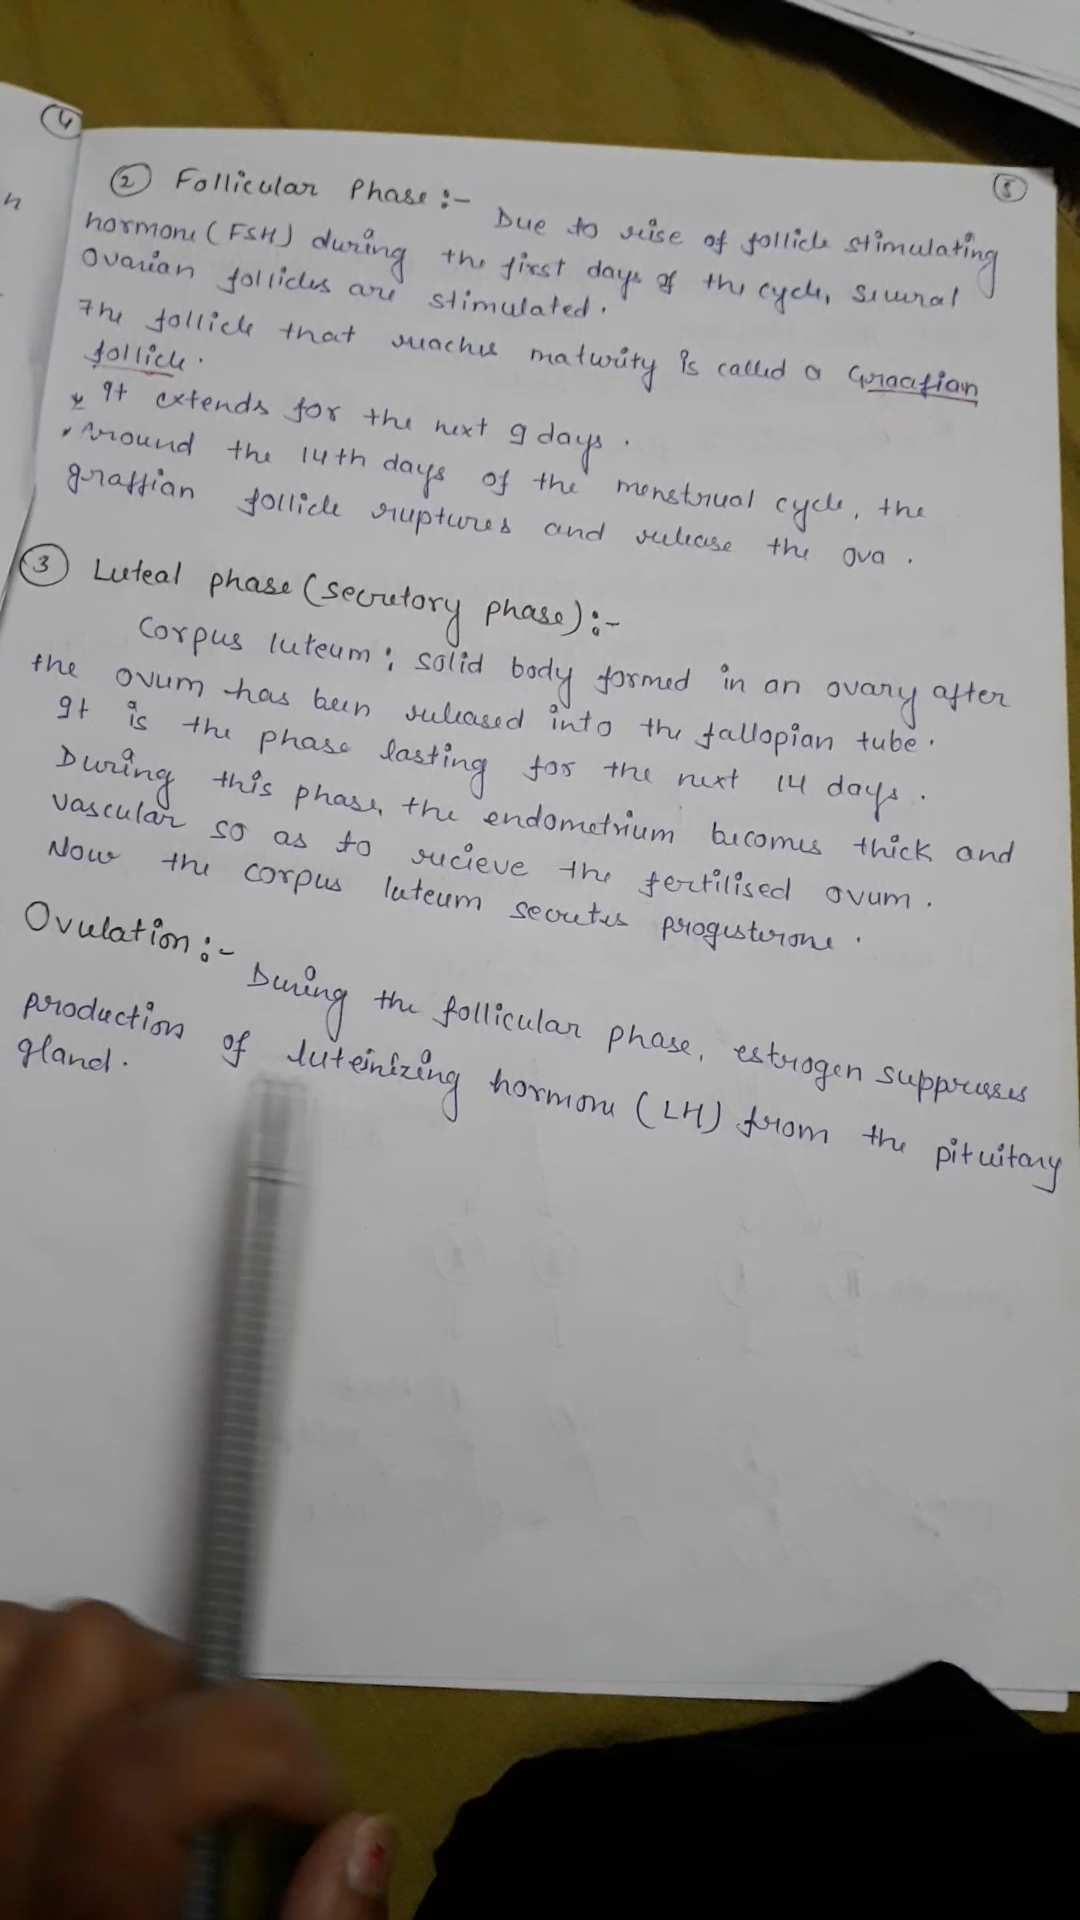 4
n
5
② Follicular Phase :- Due to rise of follicle stimulating
hormone (FSH) during the first days of the cycle, several
ovarian follicles are stimulated.
The follicle that reaches maturity is called a Graafian
follicle.
* It extends for the next 9 days.
* Around the 14th days of the menstrual cycle, the
graffian follicle ruptures and release the ova.
③ Luteal phase (secretory phase) :-
Corpus luteum : solid body formed in an ovary after
the ovum has been released into the fallopian tube.
It is the phase lasting for the next 14 days.
During this phase, the endometrium becomes thick and
vascular so as to recieve the fertilised ovum.
Now the corpus luteum secretes progesterone.
Ovulation :- During the follicular phase, estrogen suppresses
production of luteinizing hormone (LH) from the pituitary
gland.